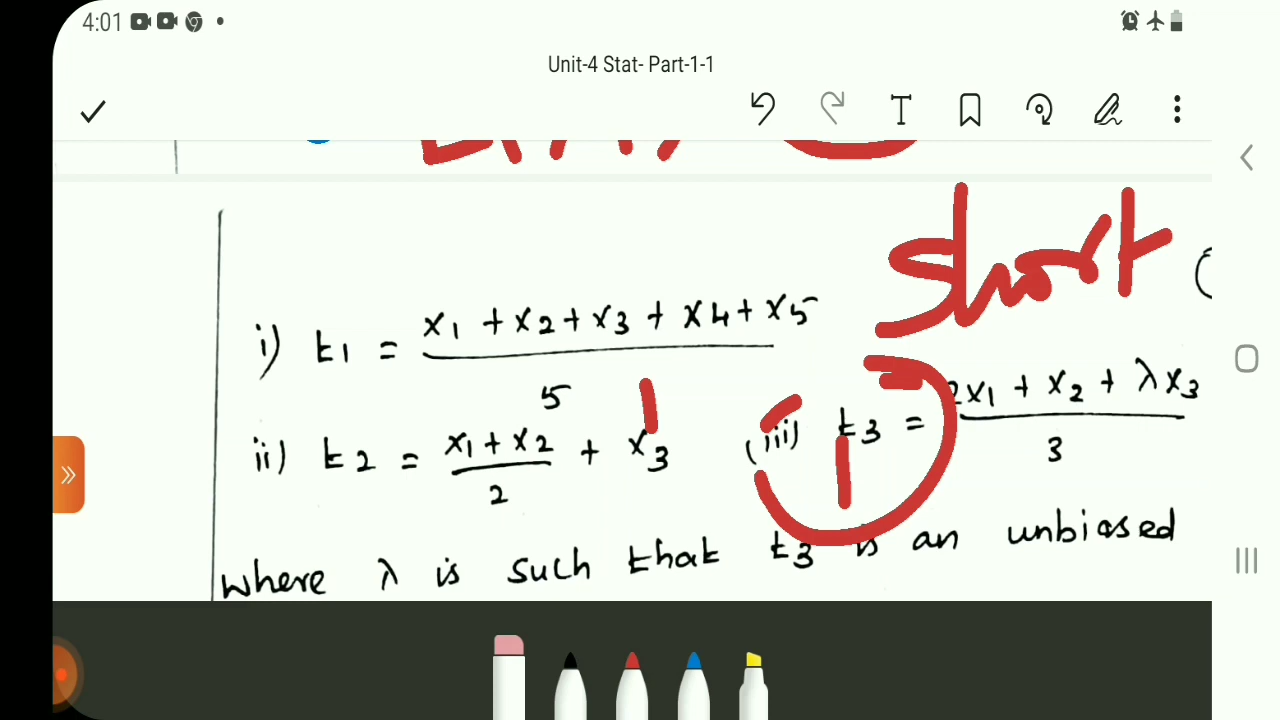 4:01
Unit-4 Stat- Part-1-1
T
Short
i) t1 = x1 + x2 + x3 + x4 + x5
5
ii) t2 = x1 + x2 + x3 (iii) t3 = 2x1 + x2 + λx3
2 3
where λ is such that t3 is an unbiased